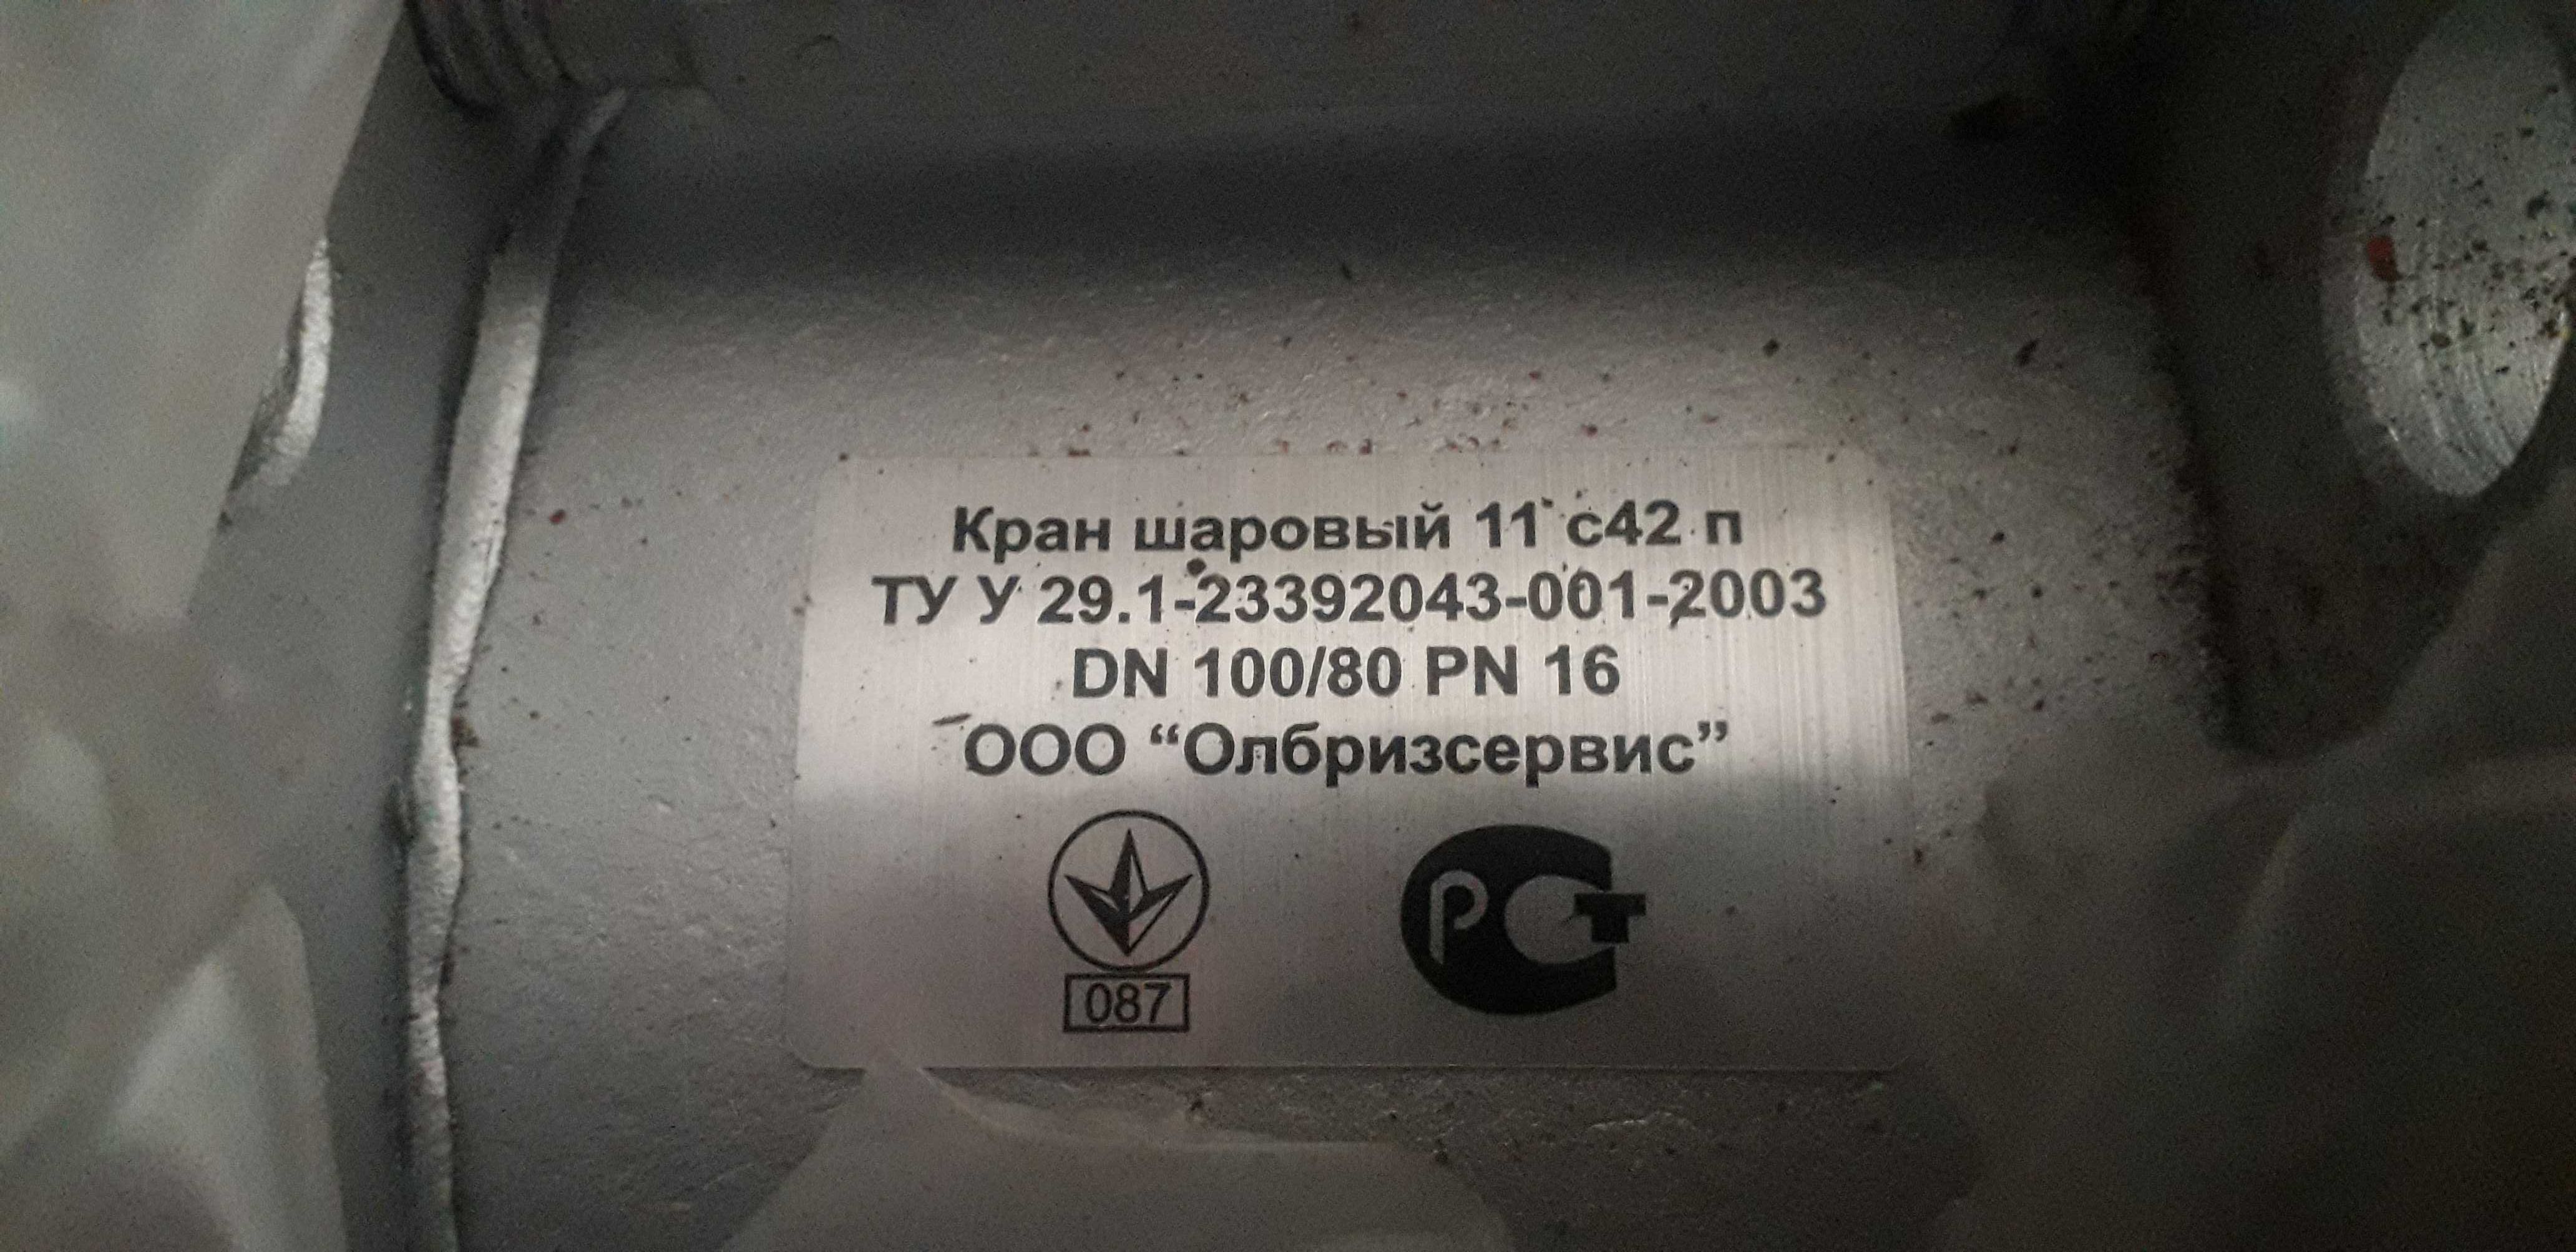 Кран шаровый 11 с42 п
ТУ У 29.1-23392043-001-2003
DN 100/80 PN 16
ООО “Олбризсервис”
087
РСТ